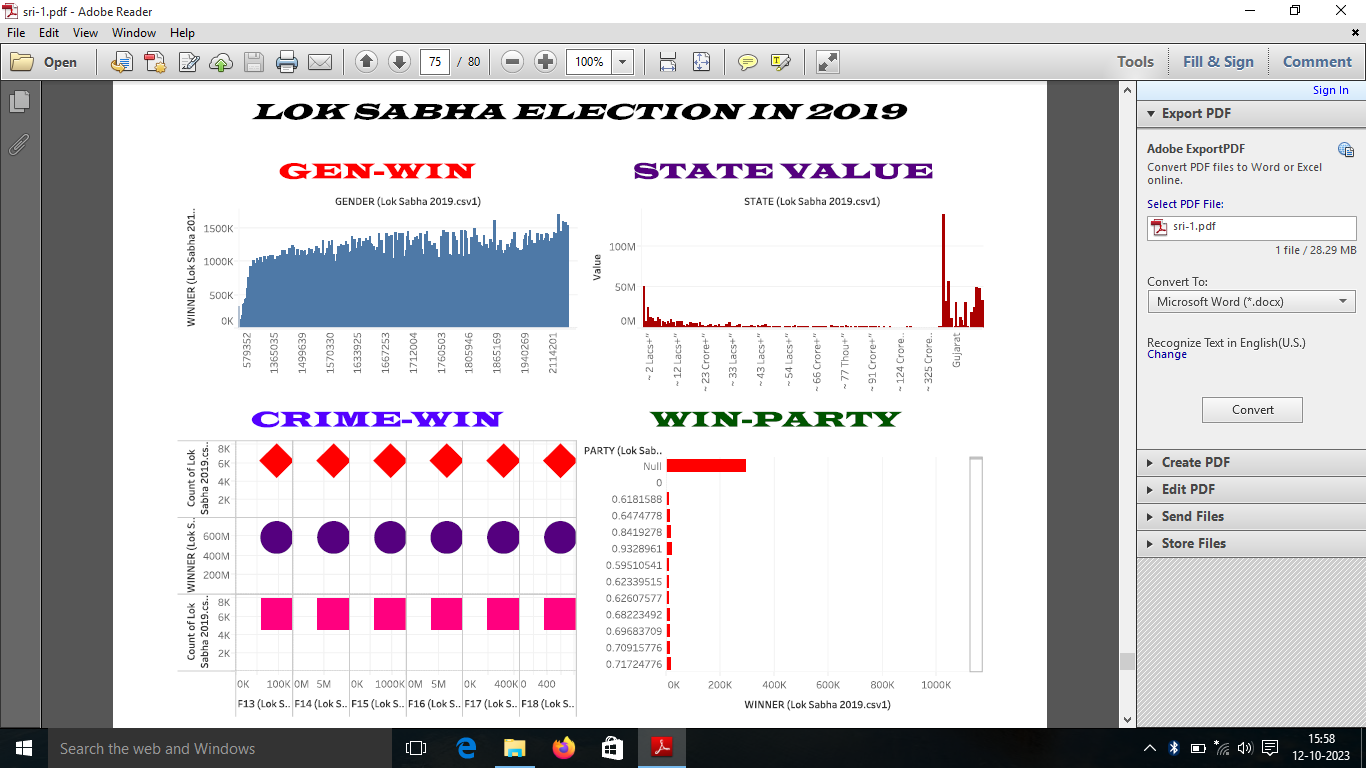 sri-1.pdf - Adobe Reader
File Edit View Window Help
Open 75 / 80 100% Tools Fill & Sign Comment
Sign In
LOK SABHA ELECTION IN 2019
GEN-WIN
GENDER (Lok Sabha 2019.csv1)
WINNER (Lok Sabha 201..
1500K
1000K
500K
0K
579352 1365035 1499639 1570330 1633925 1667253 1712004 1760503 1805946 1865169 1940269 2114201
STATE VALUE
STATE (Lok Sabha 2019.csv1)
Value
100M
50M
0M
~ 2 Lacs+" ~ 12 Lacs+" ~ 23 Crore+" ~ 33 Lacs+" ~ 43 Lacs+" ~ 54 Lacs+" ~ 66 Crore+" ~ 77 Thou+" ~ 91 Crore+" ~ 124 Crore.. ~ 325 Crore.. Gujarat
CRIME-WIN
Count of Lok
Sabha 2019.cs..
8K
6K
4K
2K
WINNER (Lok S..
600M
400M
200M
Count of Lok
Sabha 2019.cs..
8K
6K
4K
2K
0K 100K 0M 5M 0K 1000K 0M 5M 0K 400K 0 400
F13 (Lok S.. F14 (Lok S.. F15 (Lok S.. F16 (Lok S.. F17 (Lok S.. F18 (Lok S..
WIN-PARTY
PARTY (Lok Sab..
Null
0
0.6181588
0.6474778
0.8419278
0.9328961
0.59510541
0.62339515
0.62607577
0.68223492
0.69683709
0.70915776
0.71724776
0K 200K 400K 600K 800K 1000K
WINNER (Lok Sabha 2019.csv1)
Export PDF
Adobe ExportPDF
Convert PDF files to Word or Excel
online.
Select PDF File:
sri-1.pdf
1 file / 28.29 MB
Convert To:
Microsoft Word (*.docx)
Recognize Text in English(U.S.)
Change
Convert
Create PDF
Edit PDF
Send Files
Store Files
Search the web and Windows
15:58
12-10-2023